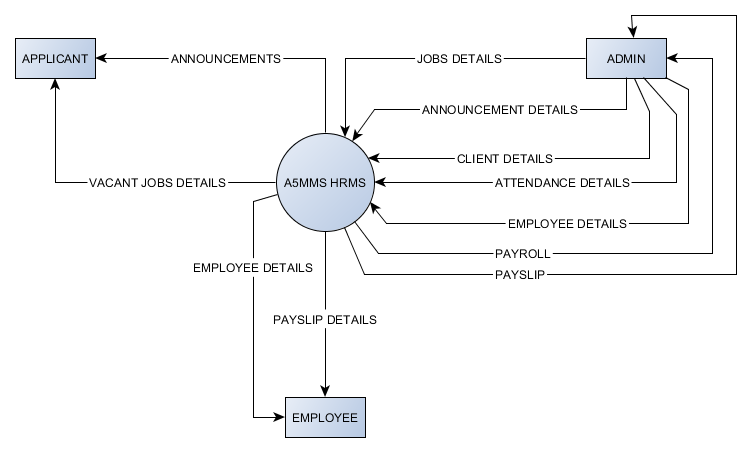 APPLICANT
ANNOUNCEMENTS
JOBS DETAILS
ADMIN
ANNOUNCEMENT DETAILS
CLIENT DETAILS
VACANT JOBS DETAILS
A5MMS HRMS
ATTENDANCE DETAILS
EMPLOYEE DETAILS
PAYROLL
EMPLOYEE DETAILS
PAYSLIP
PAYSLIP DETAILS
EMPLOYEE